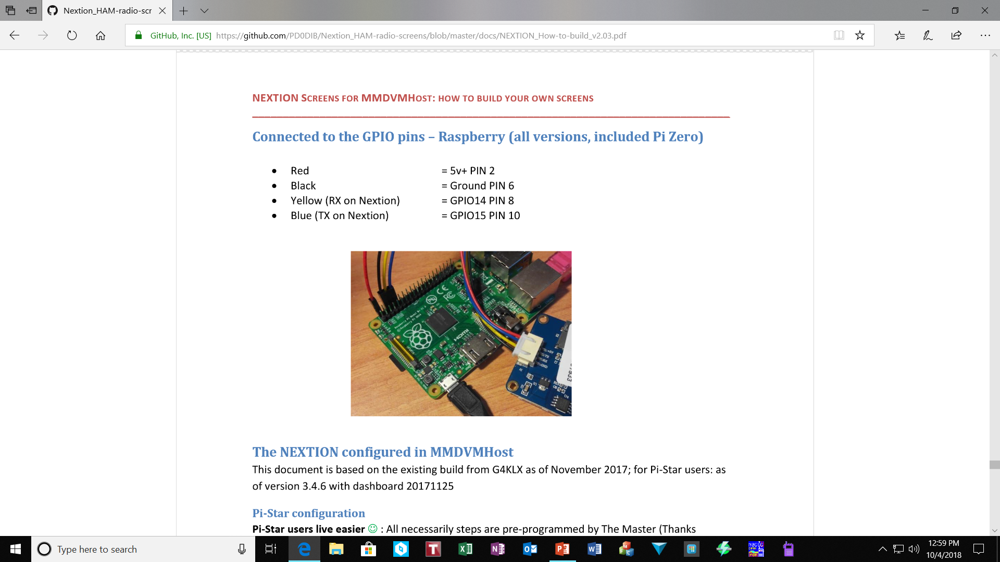 Nextion_HAM-radio-scr
GitHub, Inc. [US] https://github.com/PD0DIB/Nextion_HAM-radio-screens/blob/master/docs/NEXTION_How-to-build_v2.03.pdf
NEXTION SCREENS FOR MMDVMHOST: HOW TO BUILD YOUR OWN SCREENS
Connected to the GPIO pins – Raspberry (all versions, included Pi Zero)
• Red = 5v+ PIN 2
• Black = Ground PIN 6
• Yellow (RX on Nextion) = GPIO14 PIN 8
• Blue (TX on Nextion) = GPIO15 PIN 10
HDMI
+5V
TX
RX
GND
The NEXTION configured in MMDVMHost
This document is based on the existing build from G4KLX as of November 2017; for Pi-Star users: as
of version 3.4.6 with dashboard 20171125
Pi-Star configuration
Pi-Star users live easier ☺ : All necessarily steps are pre-programmed by The Master (Thanks
Type here to search
12:59 PM
10/4/2018